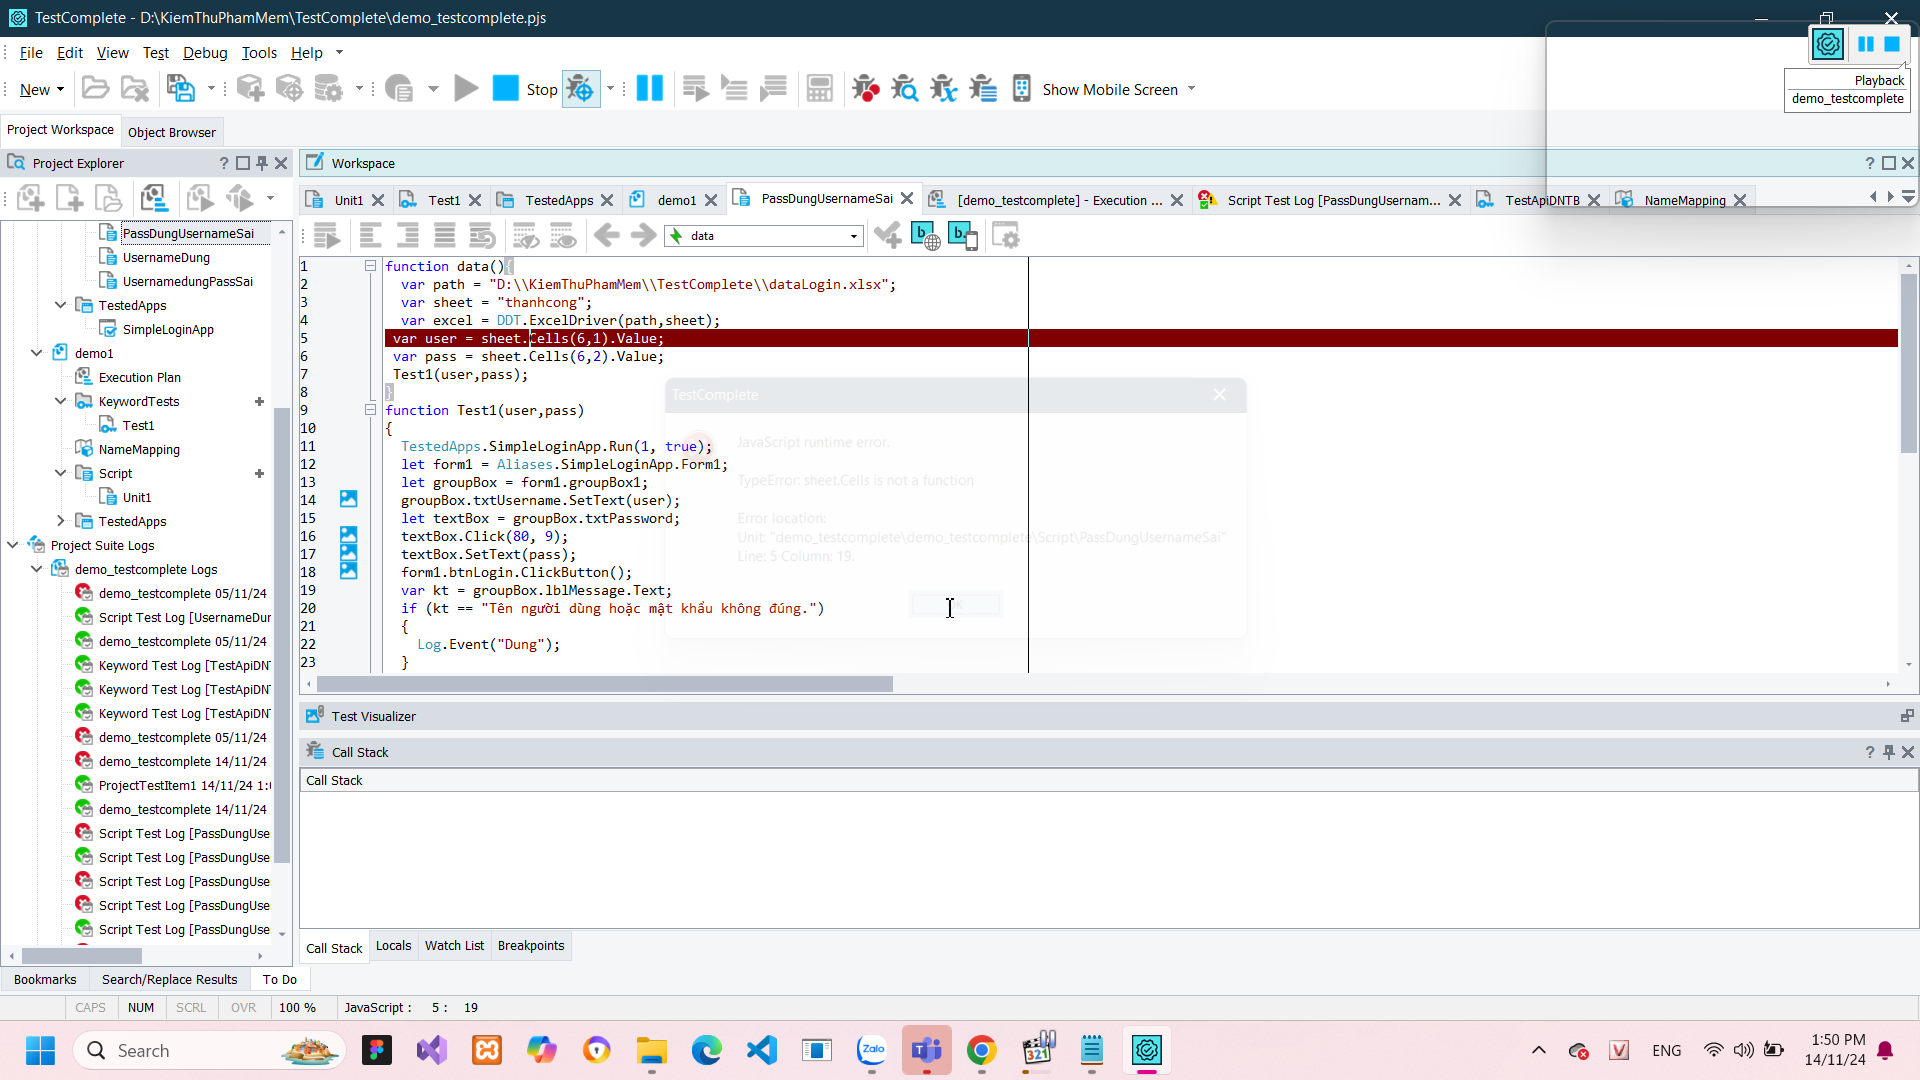 TestComplete - D:\KiemThuPhamMem\TestComplete\demo_testcomplete.pjs
File Edit View Test Debug Tools Help
New Stop Show Mobile Screen
Playback
demo_testcomplete
Project Workspace Object Browser
Project Explorer
Workspace
Unit1 Test1 TestedApps demo1 PassDungUsernameSai [demo_testcomplete] - Execution ... Script Test Log [PassDungUsernam... TestApiDNTB NameMapping
data
PassDungUsernameSai
UsernameDung
UsernamedungPassSai
TestedApps
SimpleLoginApp
demo1
Execution Plan
KeywordTests
Test1
NameMapping
Script
Unit1
TestedApps
Project Suite Logs
demo_testcomplete Logs
demo_testcomplete 05/11/24
Script Test Log [UsernameDur
demo_testcomplete 05/11/24
Keyword Test Log [TestApiDN
Keyword Test Log [TestApiDN
Keyword Test Log [TestApiDN
demo_testcomplete 05/11/24
demo_testcomplete 14/11/24
ProjectTestItem1 14/11/24 1:
demo_testcomplete 14/11/24
Script Test Log [PassDungUse
Script Test Log [PassDungUse
Script Test Log [PassDungUse
Script Test Log [PassDungUse
Script Test Log [PassDungUse
1 function data(){
2 var path = "D:\\KiemThuPhamMem\\TestComplete\\dataLogin.xlsx";
3 var sheet = "thanhcong";
4 var excel = DDT.ExcelDriver(path,sheet);
5 var user = sheet.Cells(6,1).Value;
6 var pass = sheet.Cells(6,2).Value;
7 Test1(user,pass);
8 }
9 function Test1(user,pass)
10 {
11 TestedApps.SimpleLoginApp.Run(1, true);
12 let form1 = Aliases.SimpleLoginApp.Form1;
13 let groupBox = form1.groupBox1;
14 groupBox.txtUsername.SetText(user);
15 let textBox = groupBox.txtPassword;
16 textBox.Click(80, 9);
17 textBox.SetText(pass);
18 form1.btnLogin.ClickButton();
19 var kt = groupBox.lblMessage.Text;
20 if (kt == "Tên người dùng hoặc mật khẩu không đúng.")
21 {
22 Log.Event("Dung");
23 }
TestComplete
JavaScript runtime error.
TypeError: sheet.Cells is not a function
Error location:
Unit: "demo_testcomplete\demo_testcomplete\Script\PassDungUsernameSai"
Line: 5 Column: 19.
Test Visualizer
Call Stack
Call Stack
Call Stack Locals Watch List Breakpoints
Bookmarks Search/Replace Results To Do
CAPS NUM SCRL OVR 100 % JavaScript : 5 : 19
Search
Zalo
321
ENG
1:50 PM
14/11/24